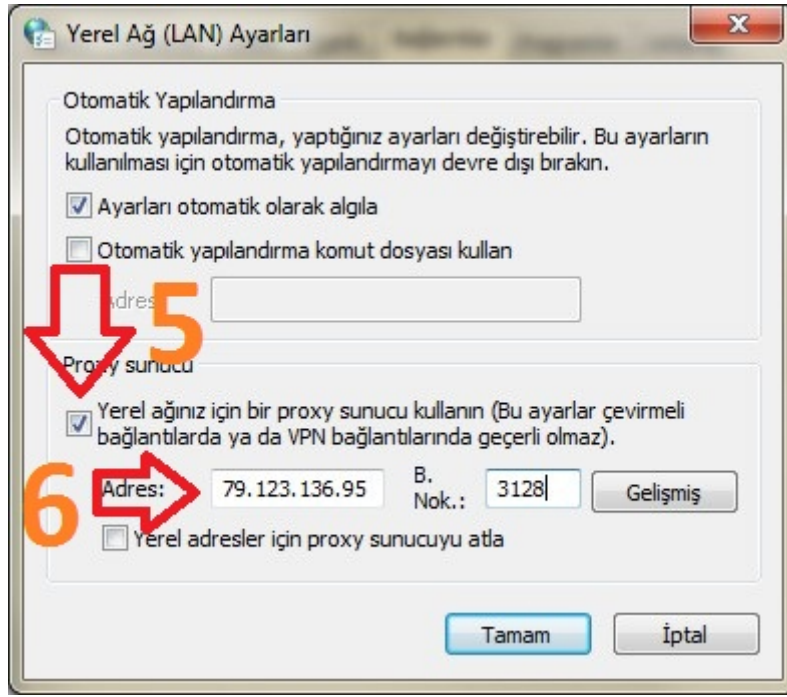 Yerel Ağ (LAN) Ayarları
Otomatik Yapılandırma
Otomatik yapılandırma, yaptığınız ayarları değiştirebilir. Bu ayarların
kullanılması için otomatik yapılandırmayı devre dışı bırakın.
Ayarları otomatik olarak algıla
Otomatik yapılandırma komut dosyası kullan
Adres
5
Proxy sunucu
Yerel ağınız için bir proxy sunucu kullanın (Bu ayarlar çevirmeli
bağlantılarda ya da VPN bağlantılarında geçerli olmaz).
6 Adres: 79.123.136.95 B. Nok.: 3128 Gelişmiş
Yerel adresler için proxy sunucuyu atla
Tamam İptal